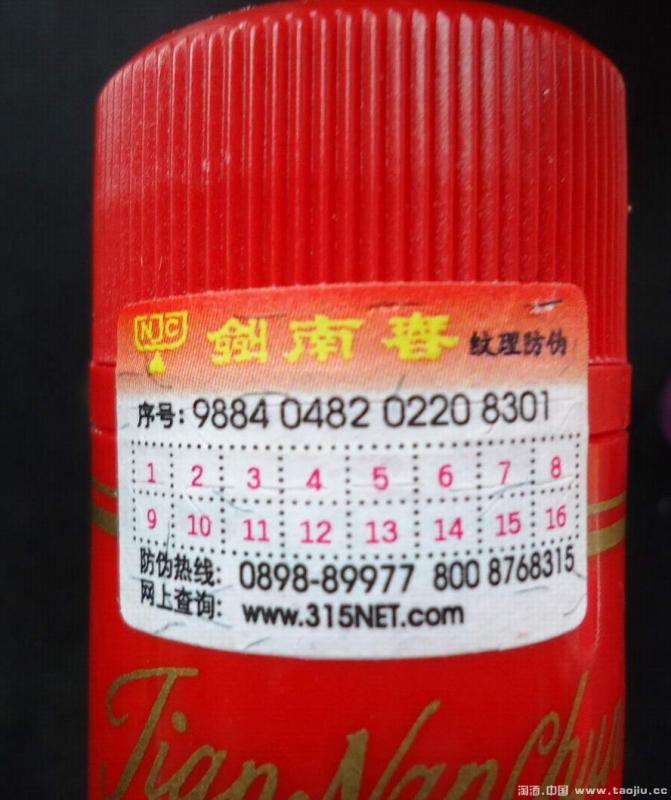 NJC 剑南春 纹理防伪
序号: 9884 0482 0220 8301
1 2 3 4 5 6 7 8
9 10 11 12 13 14 15 16
防伪热线: 0898-89977 800 8768315
网上查询: www.315NET.com
Jian Nan Chun
淘酒.中国 www.taojiu.cc